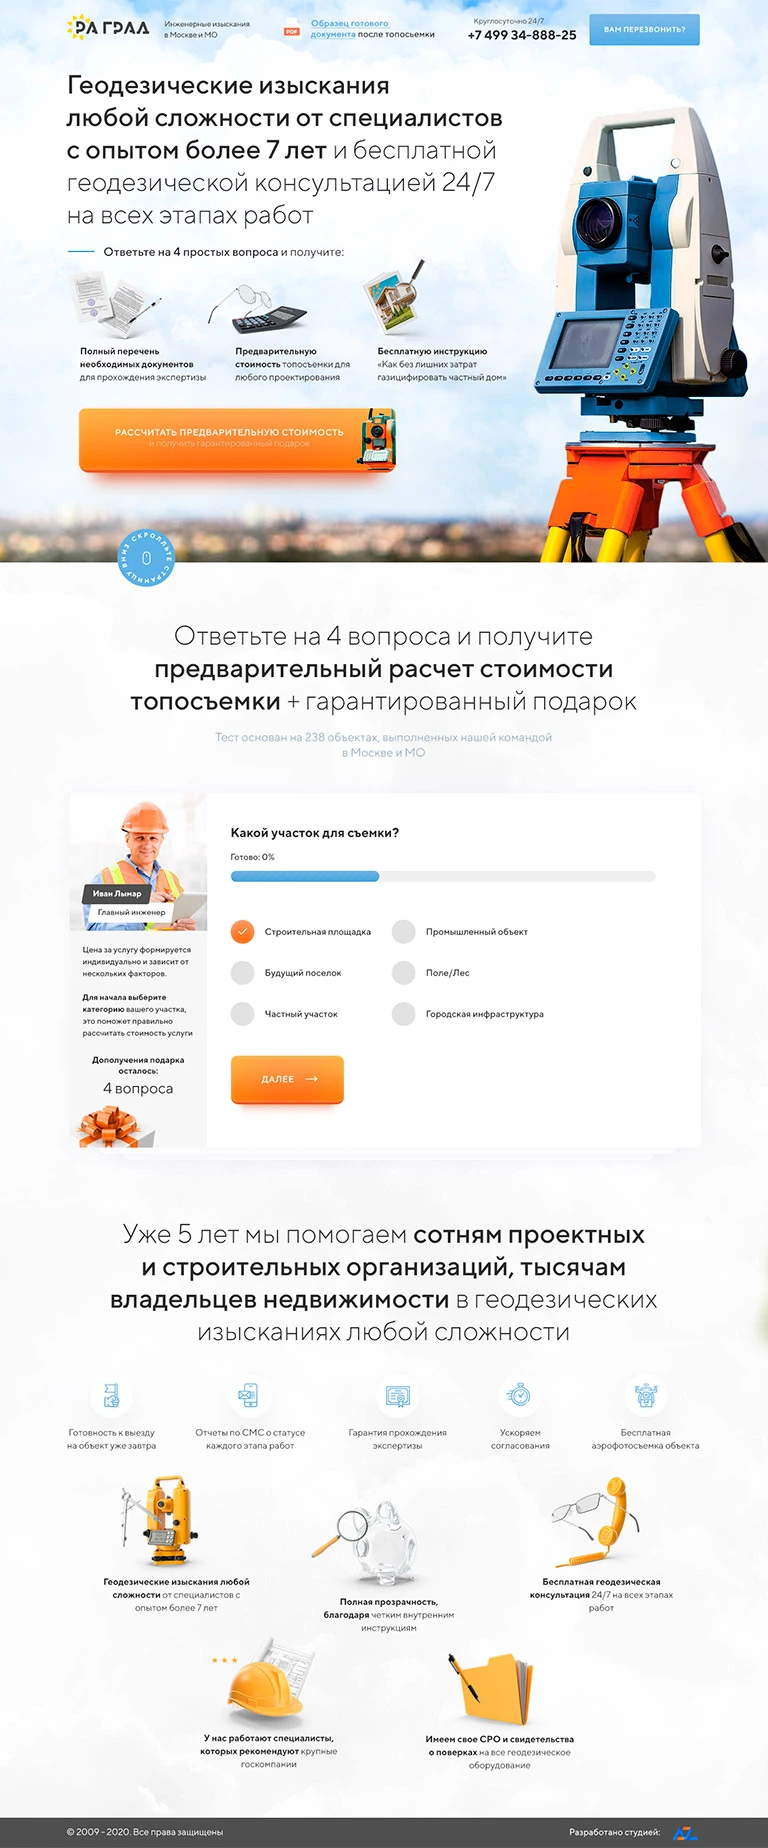 РА ГРАД
Инженерные изыскания
в Москве и МО
PDF
Образец готового
документа после топосьемки
Круглосуточно 24/7
+7 499 34-888-25
ВАМ ПЕРЕЗВОНИТЬ?
Геодезические изыскания
любой сложности от специалистов
с опытом более 7 лет и бесплатной
геодезической консультацией 24/7
на всех этапах работ
Ответьте на 4 простых вопроса и получите:
Полный перечень
необходимых документов
для прохождения экспертизы
Предварительную
стоимость топосъемки для
любого проектирования
Бесплатную инструкцию
«Как без лишних затрат
газицифировать частный дом»
РАССЧИТАТЬ ПРЕДВАРИТЕЛЬНУЮ СТОИМОСТЬ
и получить гарантированный подарок
СКРОЛЛЬТЕ СТРАНИЦУ ВНИЗ
Ответьте на 4 вопроса и получите
предварительный расчет стоимости
топосъемки + гарантированный подарок
Тест основан на 238 объектах, выполненных нашей командой
в Москве и МО
Иван Лымар
Главный инженер
Цена за услугу формируется
индивидуально и зависит от
нескольких факторов.
Для начала выберите
категорию вашего участка,
это поможет правильно
рассчитать стоимость услуги
Дополучения подарка
осталось:
4 вопроса
Какой участок для съемки?
Готово: 0%
Строительная площадка
Промышленный объект
Будущий поселок
Поле/Лес
Частный участок
Городская инфраструктура
ДАЛЕЕ →
Уже 5 лет мы помогаем сотням проектных
и строительных организаций, тысячам
владельцев недвижимости в геодезических
изысканиях любой сложности
Готовность к выезду
на объект уже завтра
Отчеты по СМС о статусе
каждого этапа работ
Гарантия прохождения
экспертизы
Ускоряем
согласования
Бесплатная
аэрофотосъемка объекта
Геодезические изыскания любой
сложности от специалистов с
опытом более 7 лет
Полная прозрачность,
благодаря четким внутренним
инструкциям
Бесплатная геодезическая
консультация 24/7 на всех этапах
работ
У нас работают специалисты,
которых рекомендуют крупные
госкомпании
Имеем свое СРО и свидетельства
о поверках на все геодезическое
оборудование
© 2009 - 2020. Все права защищены
Разработано студией: